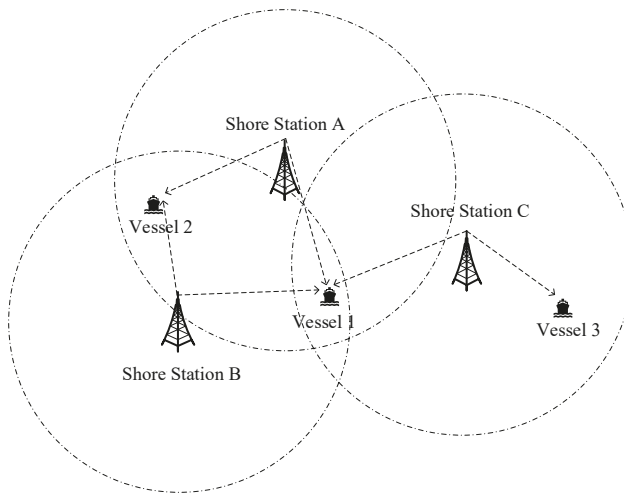 Shore Station A
Shore Station C
Vessel 2
Vessel 1
Vessel 3
Shore Station B